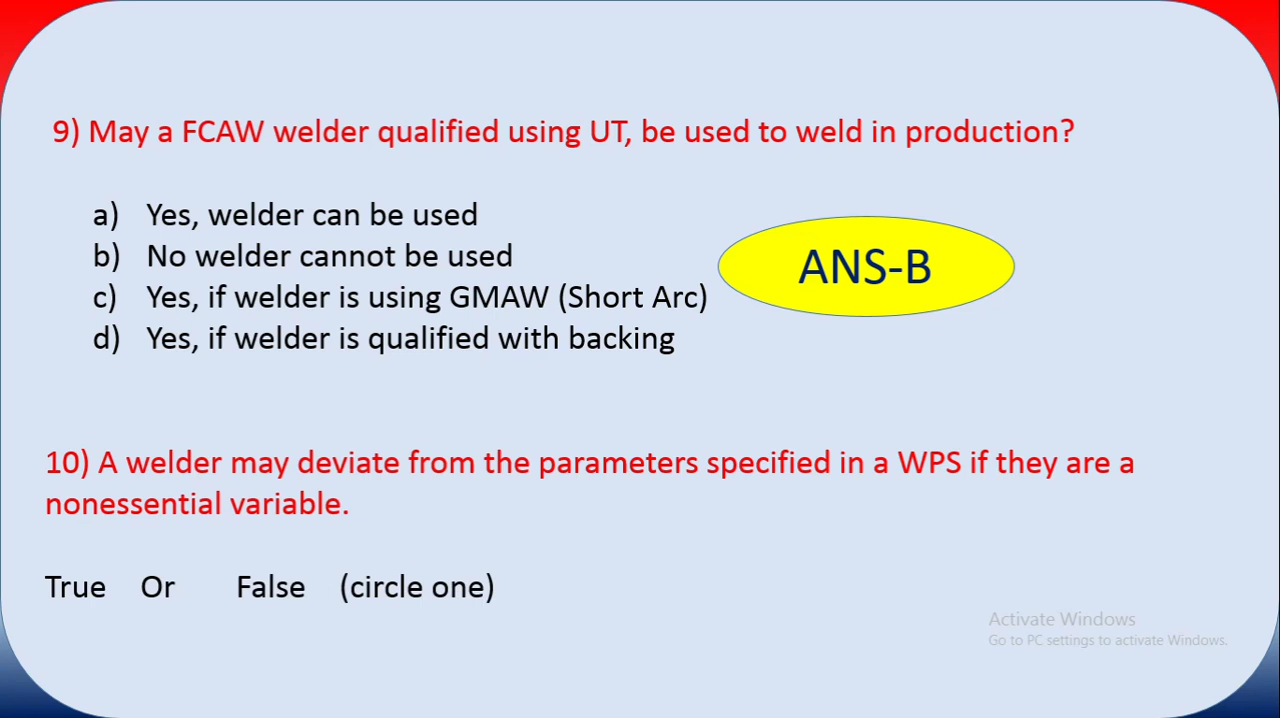 9) May a FCAW welder qualified using UT, be used to weld in production?
a) Yes, welder can be used
b) No welder cannot be used
c) Yes, if welder is using GMAW (Short Arc)
d) Yes, if welder is qualified with backing
ANS-B
10) A welder may deviate from the parameters specified in a WPS if they are a
nonessential variable.
True Or False (circle one)
Activate Windows
Go to PC settings to activate Windows.